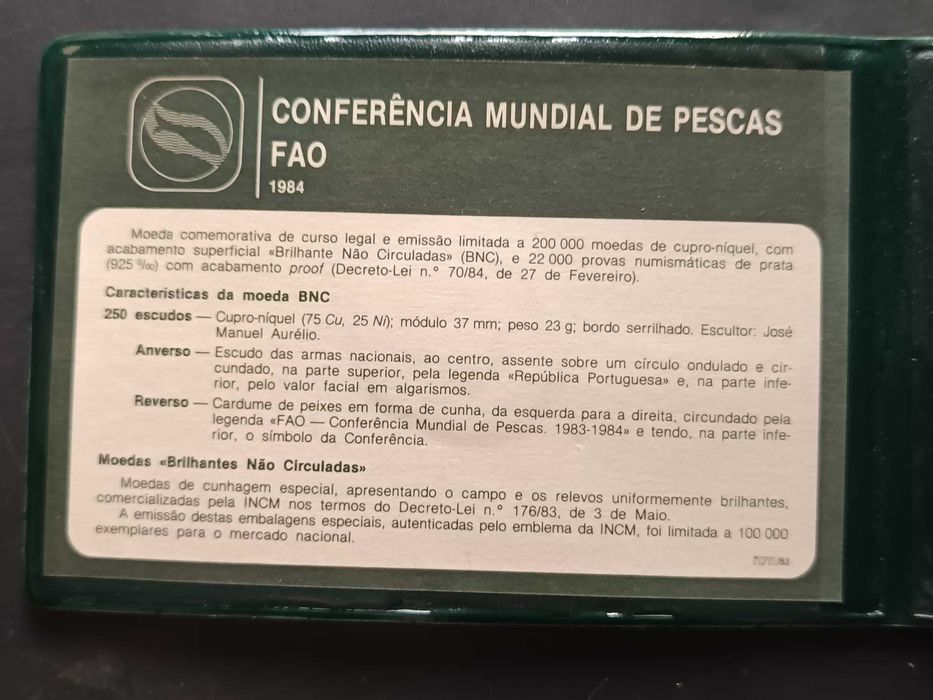 CONFERÊNCIA MUNDIAL DE PESCAS
FAO
1984
Moeda comemorativa de curso legal e emissão limitada a 200 000 moedas de cupro-níquel, com
acabamento superficial «Brilhante Não Circuladas» (BNC), e 22 000 provas numismáticas de prata
(925 ‰) com acabamento proof (Decreto-Lei n.º 70/84, de 27 de Fevereiro).
Características da moeda BNC
250 escudos — Cupro-níquel (75 Cu, 25 Ni); módulo 37 mm; peso 23 g; bordo serrilhado. Escultor: José
Manuel Aurélio.
Anverso — Escudo das armas nacionais, ao centro, assente sobre um círculo ondulado e cir-
cundado, na parte superior, pela legenda «República Portuguesa» e, na parte infe-
rior, pelo valor facial em algarismos.
Reverso — Cardume de peixes em forma de cunha, da esquerda para a direita, circundado pela
legenda «FAO — Conferência Mundial de Pescas. 1983-1984» e tendo, na parte infe-
rior, o símbolo da Conferência.
Moedas «Brilhantes Não Circuladas»
Moedas de cunhagem especial, apresentando o campo e os relevos uniformemente brilhantes,
comercializadas pela INCM nos termos do Decreto-Lei n.º 176/83, de 3 de Maio.
A emissão destas embalagens especiais, autenticadas pelo emblema da INCM, foi limitada a 100 000
exemplares para o mercado nacional.